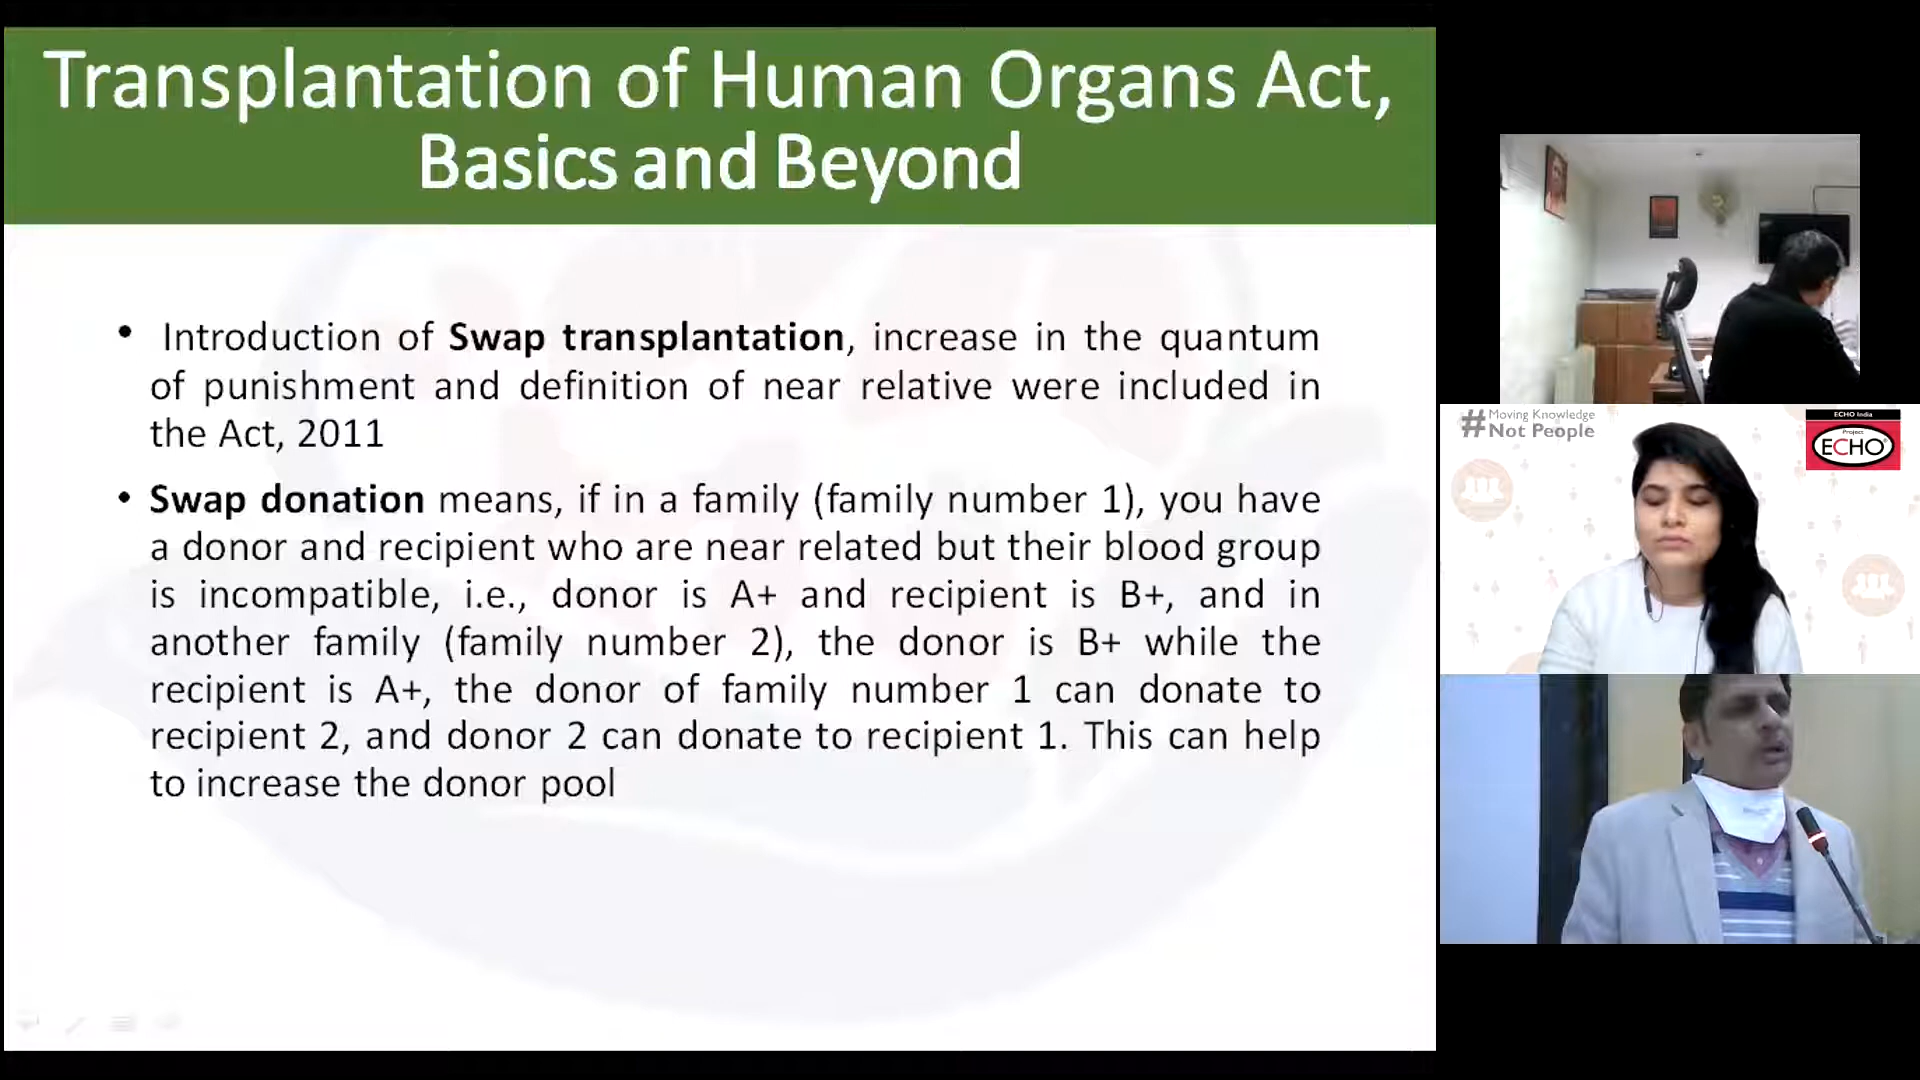 Transplantation of Human Organs Act,
Basics and Beyond
• Introduction of Swap transplantation, increase in the quantum
of punishment and definition of near relative were included in
the Act, 2011
• Swap donation means, if in a family (family number 1), you have
a donor and recipient who are near related but their blood group
is incompatible, i.e., donor is A+ and recipient is B+, and in
another family (family number 2), the donor is B+ while the
recipient is A+, the donor of family number 1 can donate to
recipient 2, and donor 2 can donate to recipient 1. This can help
to increase the donor pool
# Moving Knowledge
Not People
ECHO India
Project
ECHO®